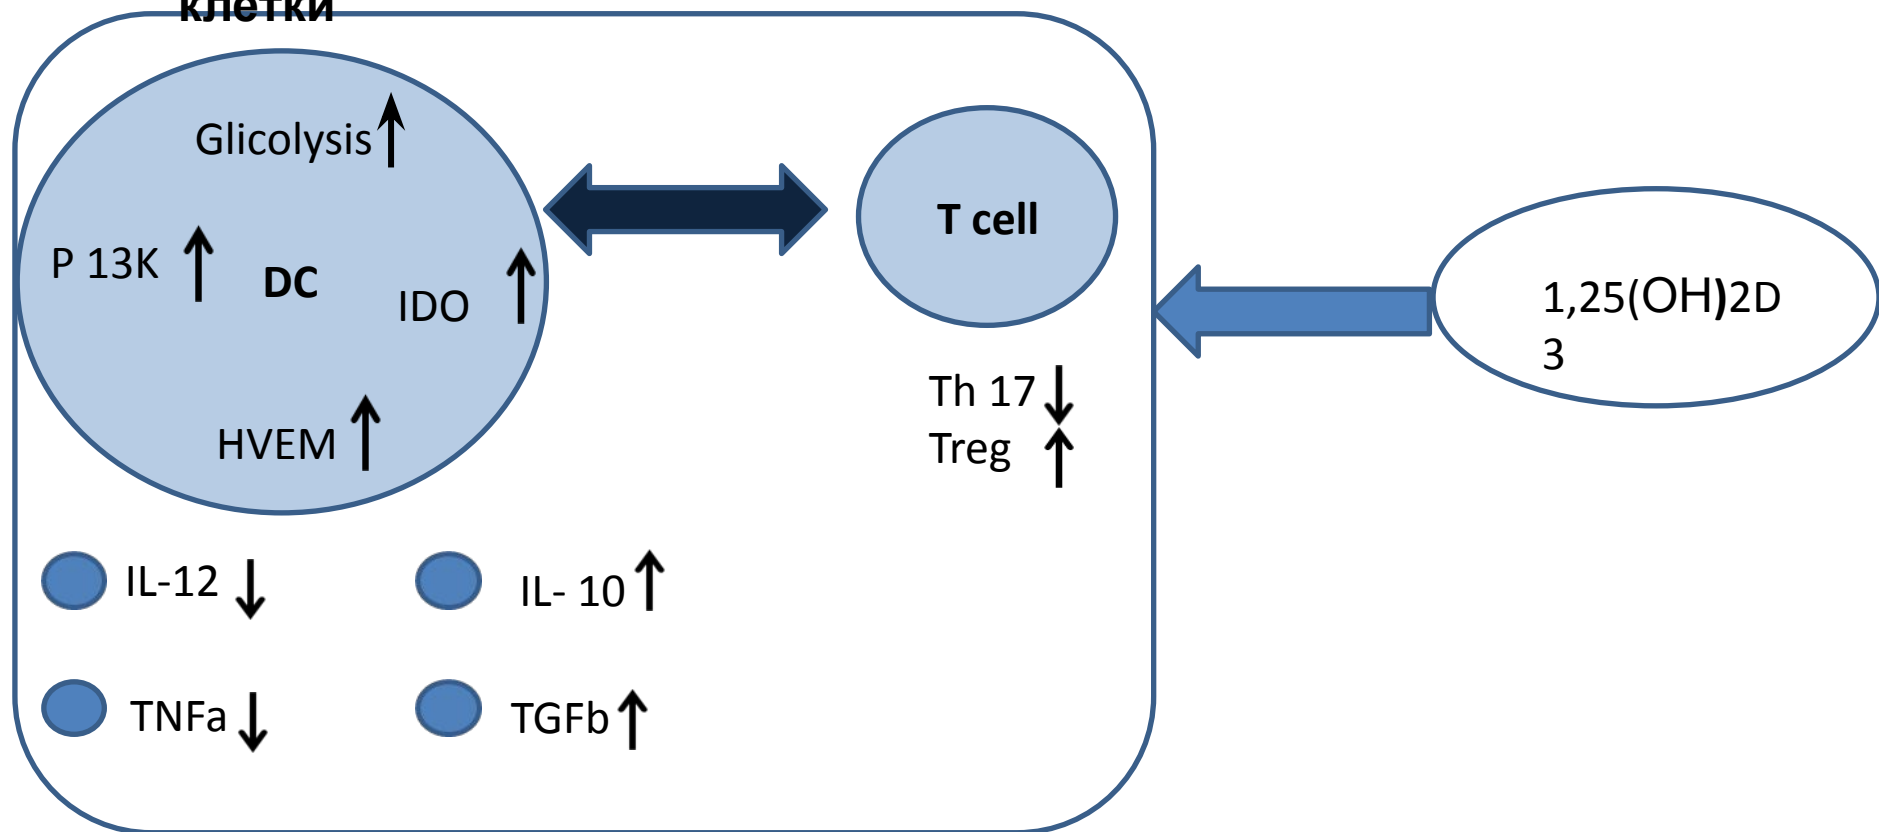 клетки
Glicolysis
P 13K
DC
IDO
HVEM
T cell
Th 17
Treg
1,25(OH)2D
3
IL-12
IL- 10
TNFa
TGFb